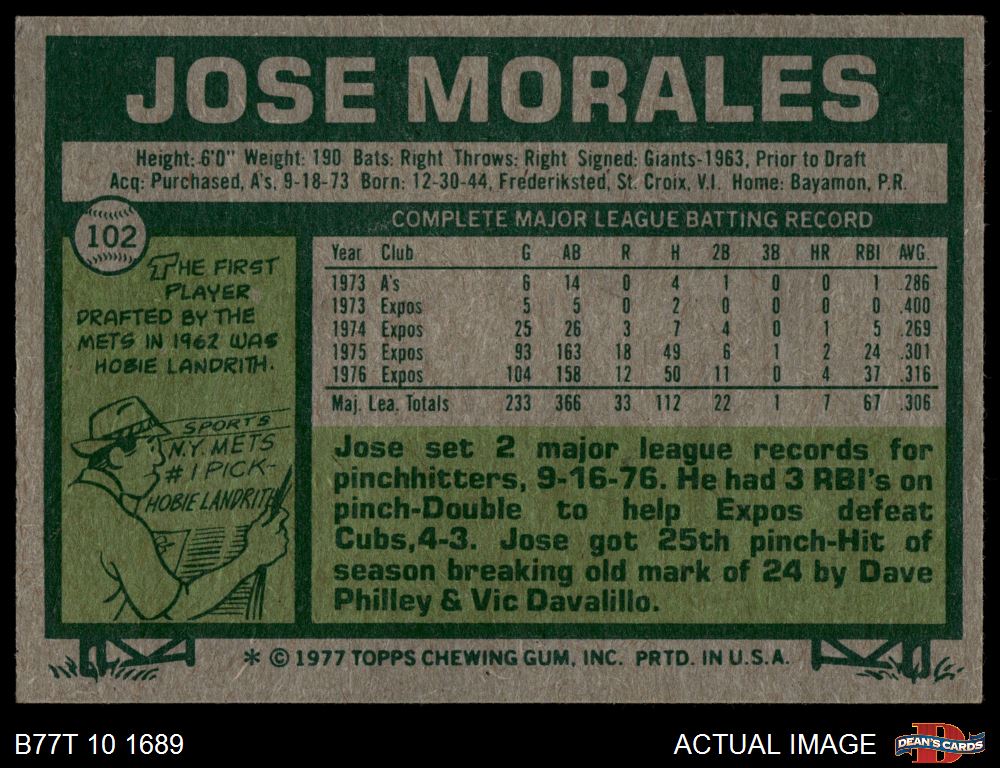 JOSE MORALES
Height: 6'0" Weight: 190 Bats: Right Throws: Right Signed: Giants-1963, Prior to Draft
Acq: Purchased, A's, 9-18-73 Born: 12-30-44, Frederiksted, St. Croix, V.I. Home: Bayamon, P.R.
102
THE FIRST
PLAYER
DRAFTED BY THE
METS IN 1962 WAS
HOBIE LANDRITH.
SPORTS
N.Y. METS
#1 PICK-
HOBIE LANDRITH
COMPLETE MAJOR LEAGUE BATTING RECORD
Year Club G AB R H 2B 3B HR RBI AVG.
1973 A's 6 14 0 4 1 0 0 1 .286
1973 Expos 5 5 0 2 0 0 0 0 .400
1974 Expos 25 26 3 7 4 0 1 5 .269
1975 Expos 93 163 18 49 6 1 2 24 .301
1976 Expos 104 158 12 50 11 0 4 37 .316
Maj. Lea. Totals 233 366 33 112 22 1 7 67 .306
Jose set 2 major league records for
pinchhitters, 9-16-76. He had 3 RBI's on
pinch-Double to help Expos defeat
Cubs,4-3. Jose got 25th pinch-Hit of
season breaking old mark of 24 by Dave
Philley & Vic Davalillo.
* © 1977 TOPPS CHEWING GUM, INC. PRTD. IN U.S.A.
B77T 10 1689
ACTUAL IMAGE
D
DEAN'S CARDS